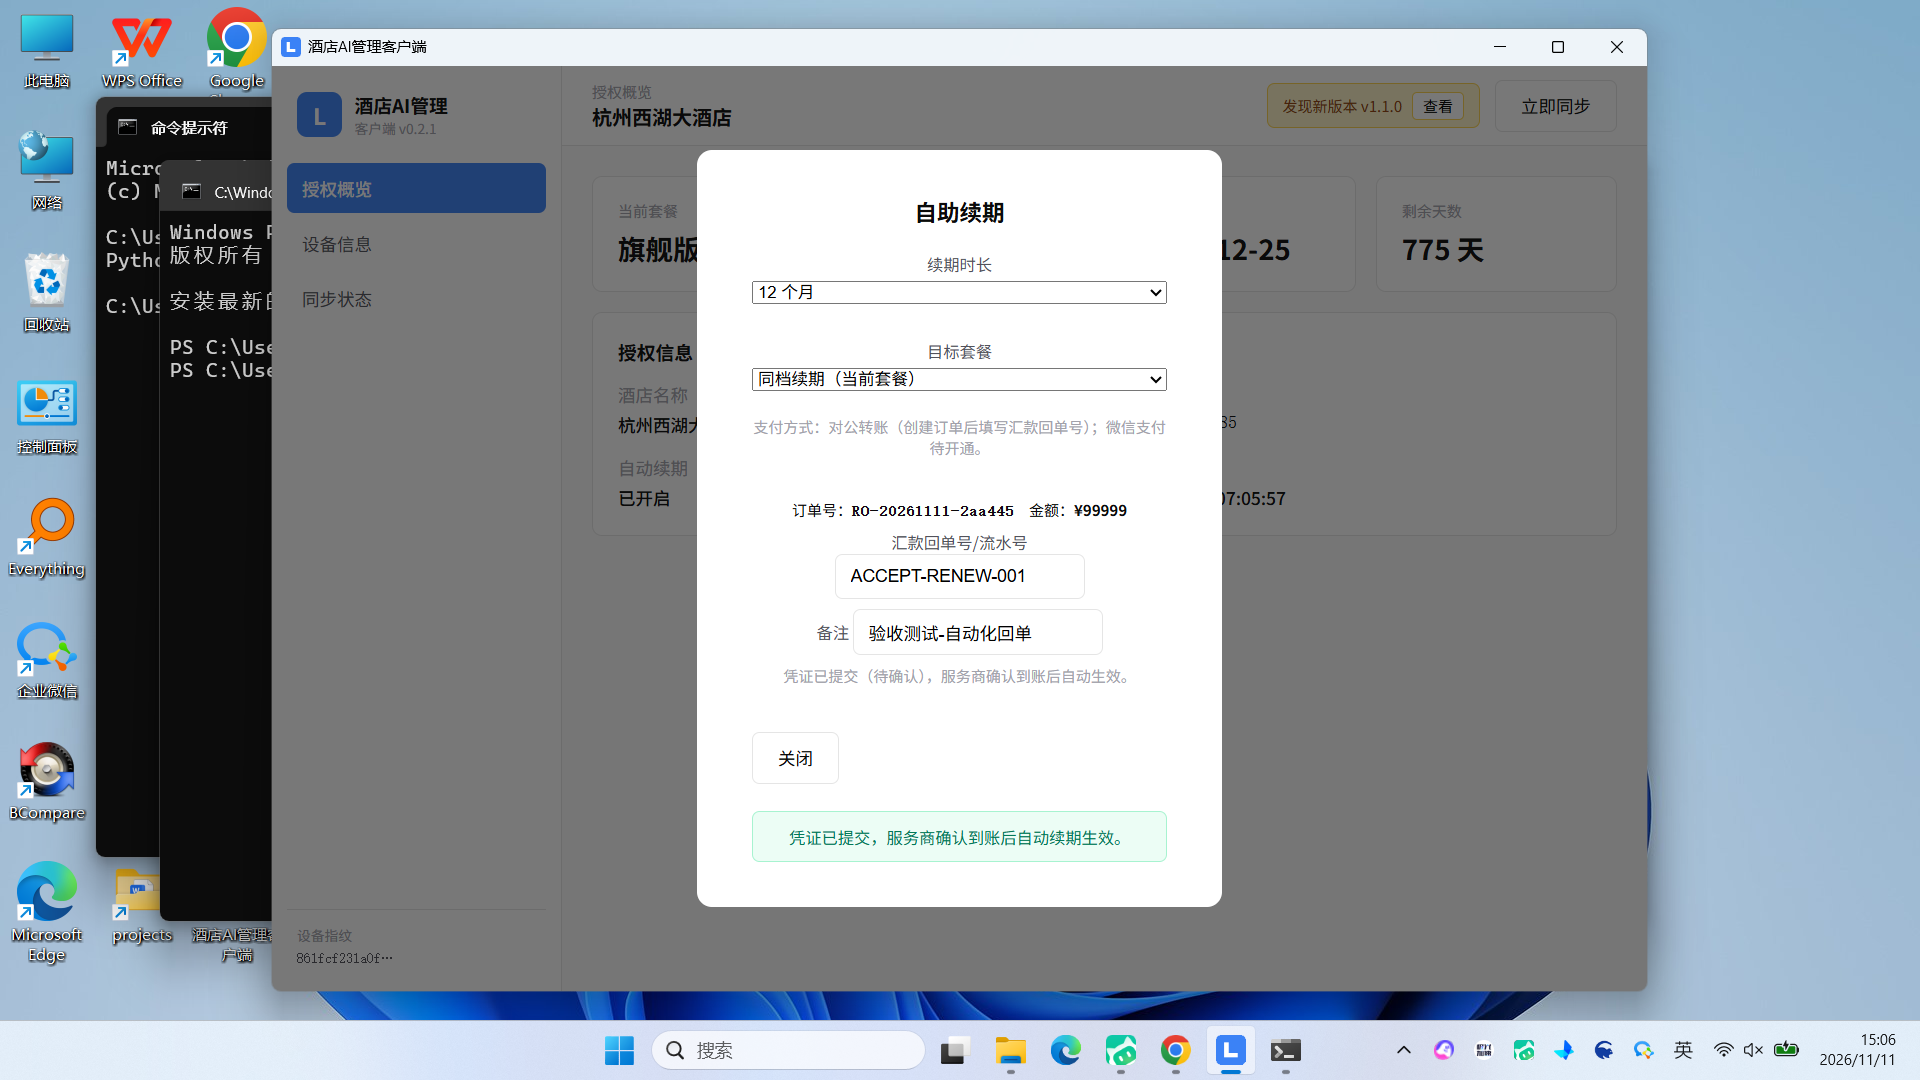 此电脑
WPS Office
Google
网络
回收站
控制面板
Everything
企业微信
BCompare
Microsoft Edge
projects
酒店AI管理客户端
命令提示符
Micro
(c)
C:\Us
Pytho
C:\Us
C:\Windo
Windows P
版权所有
安装最新的
PS C:\Use
PS C:\Use
酒店AI管理客户端
L
酒店AI管理
客户端 v0.2.1
授权概览
设备信息
同步状态
设备指纹
861fcf231a0f…
授权概览
杭州西湖大酒店
发现新版本 v1.1.0
查看
立即同步
当前套餐
旗舰版
12-25
剩余天数
775 天
授权信息
酒店名称
杭州西湖大
自动续期
已开启
35
07:05:57
自助续期
续期时长
12 个月
目标套餐
同档续期（当前套餐）
支付方式：对公转账（创建订单后填写汇款回单号）；微信支付
待开通。
订单号：RO-20261111-2aa445 金额：¥99999
汇款回单号/流水号
ACCEPT-RENEW-001
备注
验收测试-自动化回单
凭证已提交（待确认），服务商确认到账后自动生效。
关闭
凭证已提交，服务商确认到账后自动续期生效。
搜索
英
15:06
2026/11/11